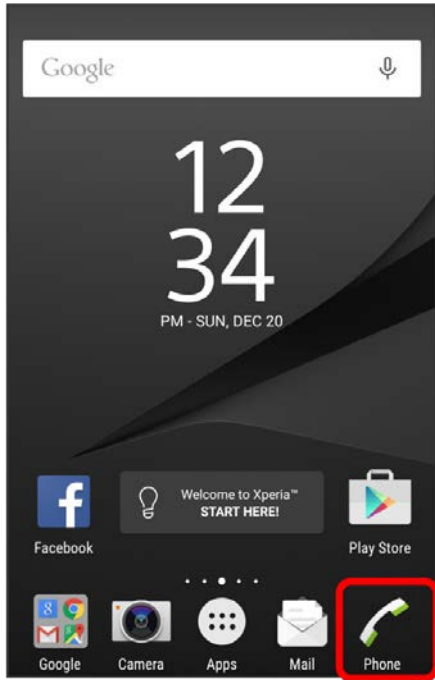 Google
12
34
PM - SUN, DEC 20
Welcome to Xperia™
START HERE!
Facebook
Play Store
Google
Camera
Apps
Mail
Phone